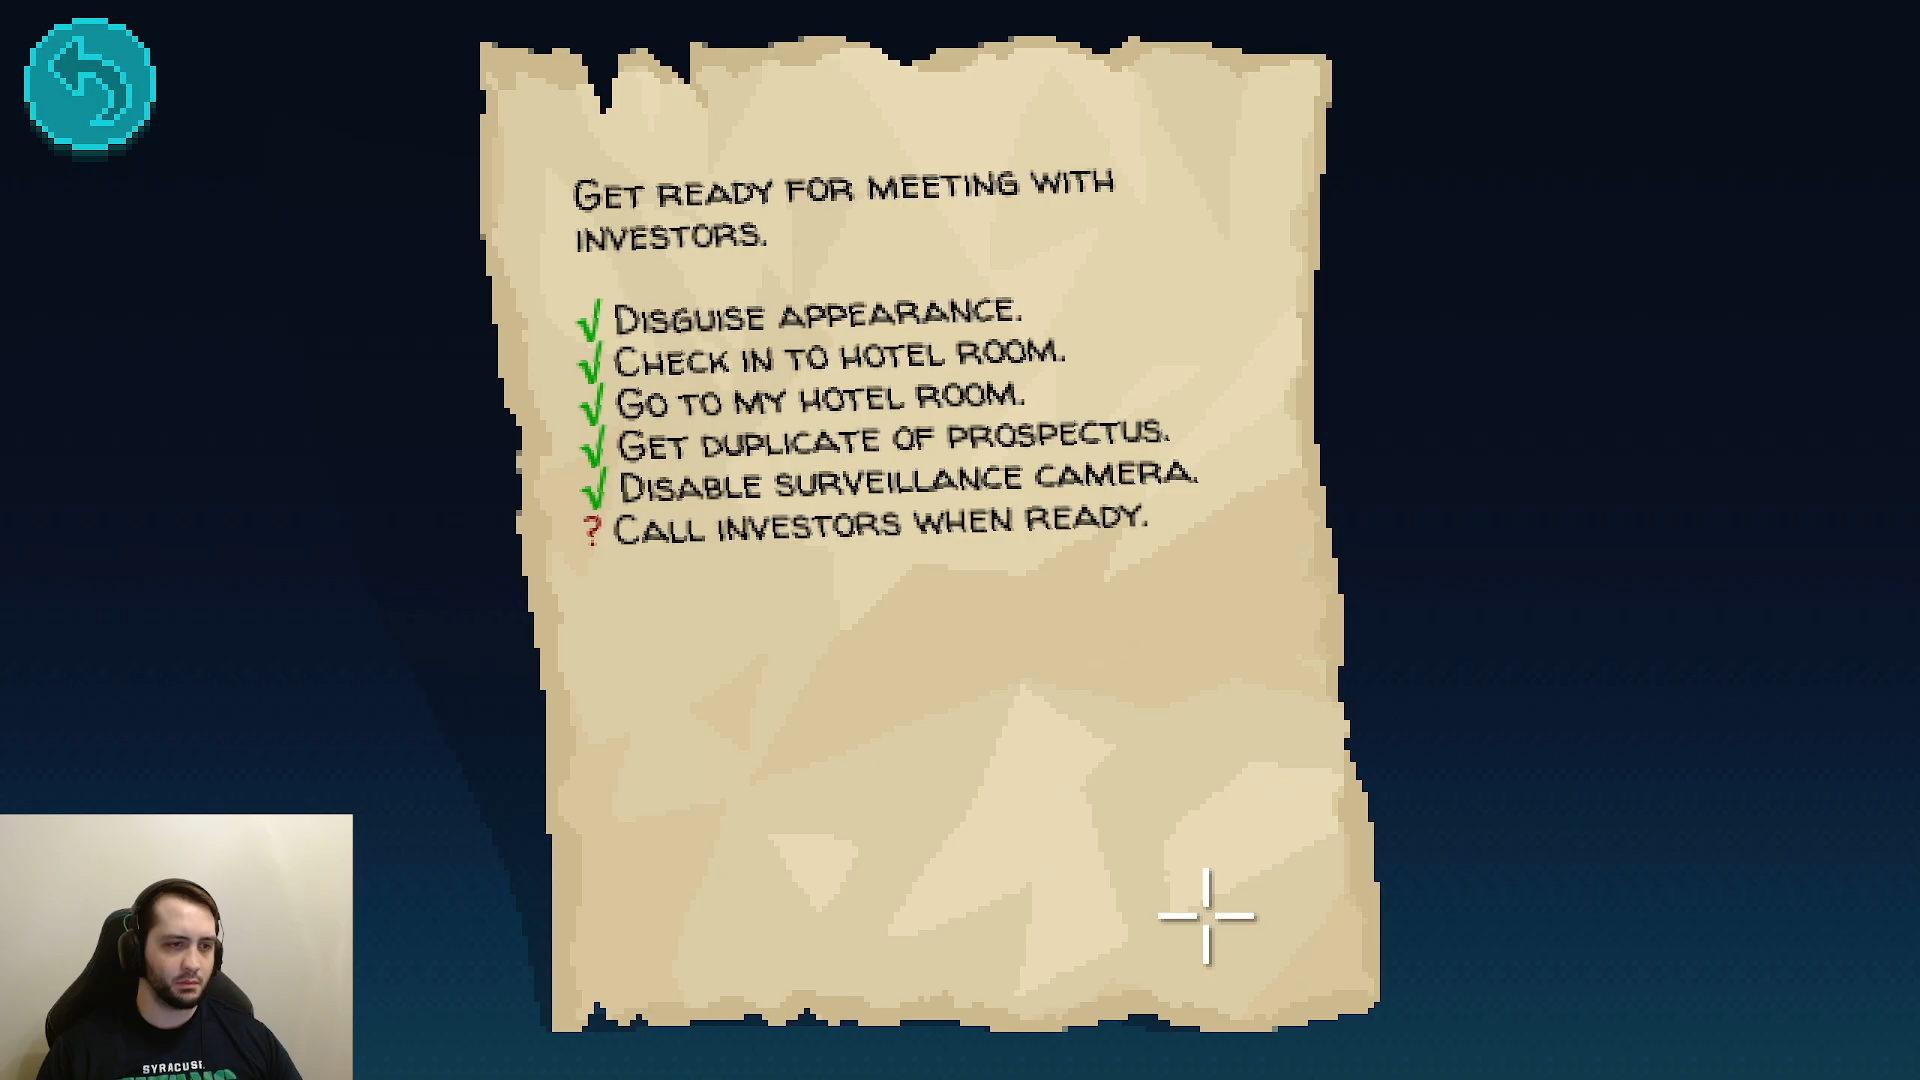 GET READY FOR MEETING WITH
INVESTORS.
√ DISGUISE APPEARANCE.
√ CHECK IN TO HOTEL ROOM.
√ GO TO MY HOTEL ROOM.
√ GET DUPLICATE OF PROSPECTUS.
√ DISABLE SURVEILLANCE CAMERA.
? CALL INVESTORS WHEN READY.
SYRACUSE